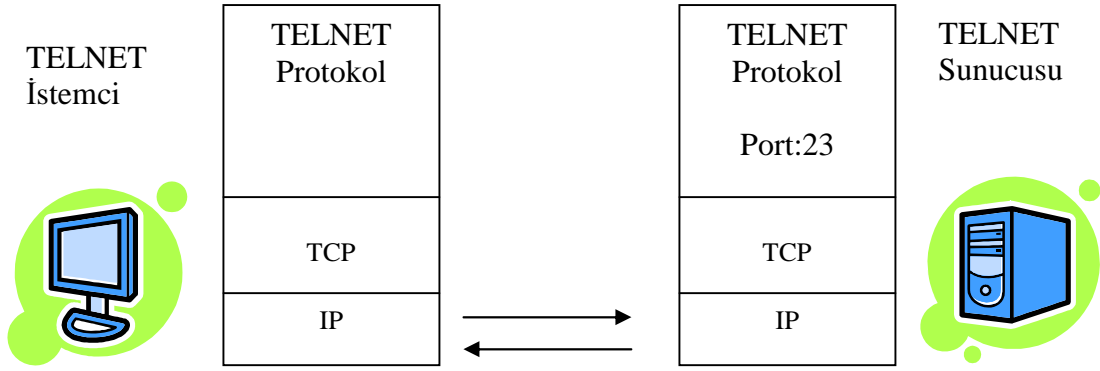 TELNET
İstemci
TELNET
Protokol
TCP
IP
TELNET
Protokol
Port:23
TCP
IP
TELNET
Sunucusu